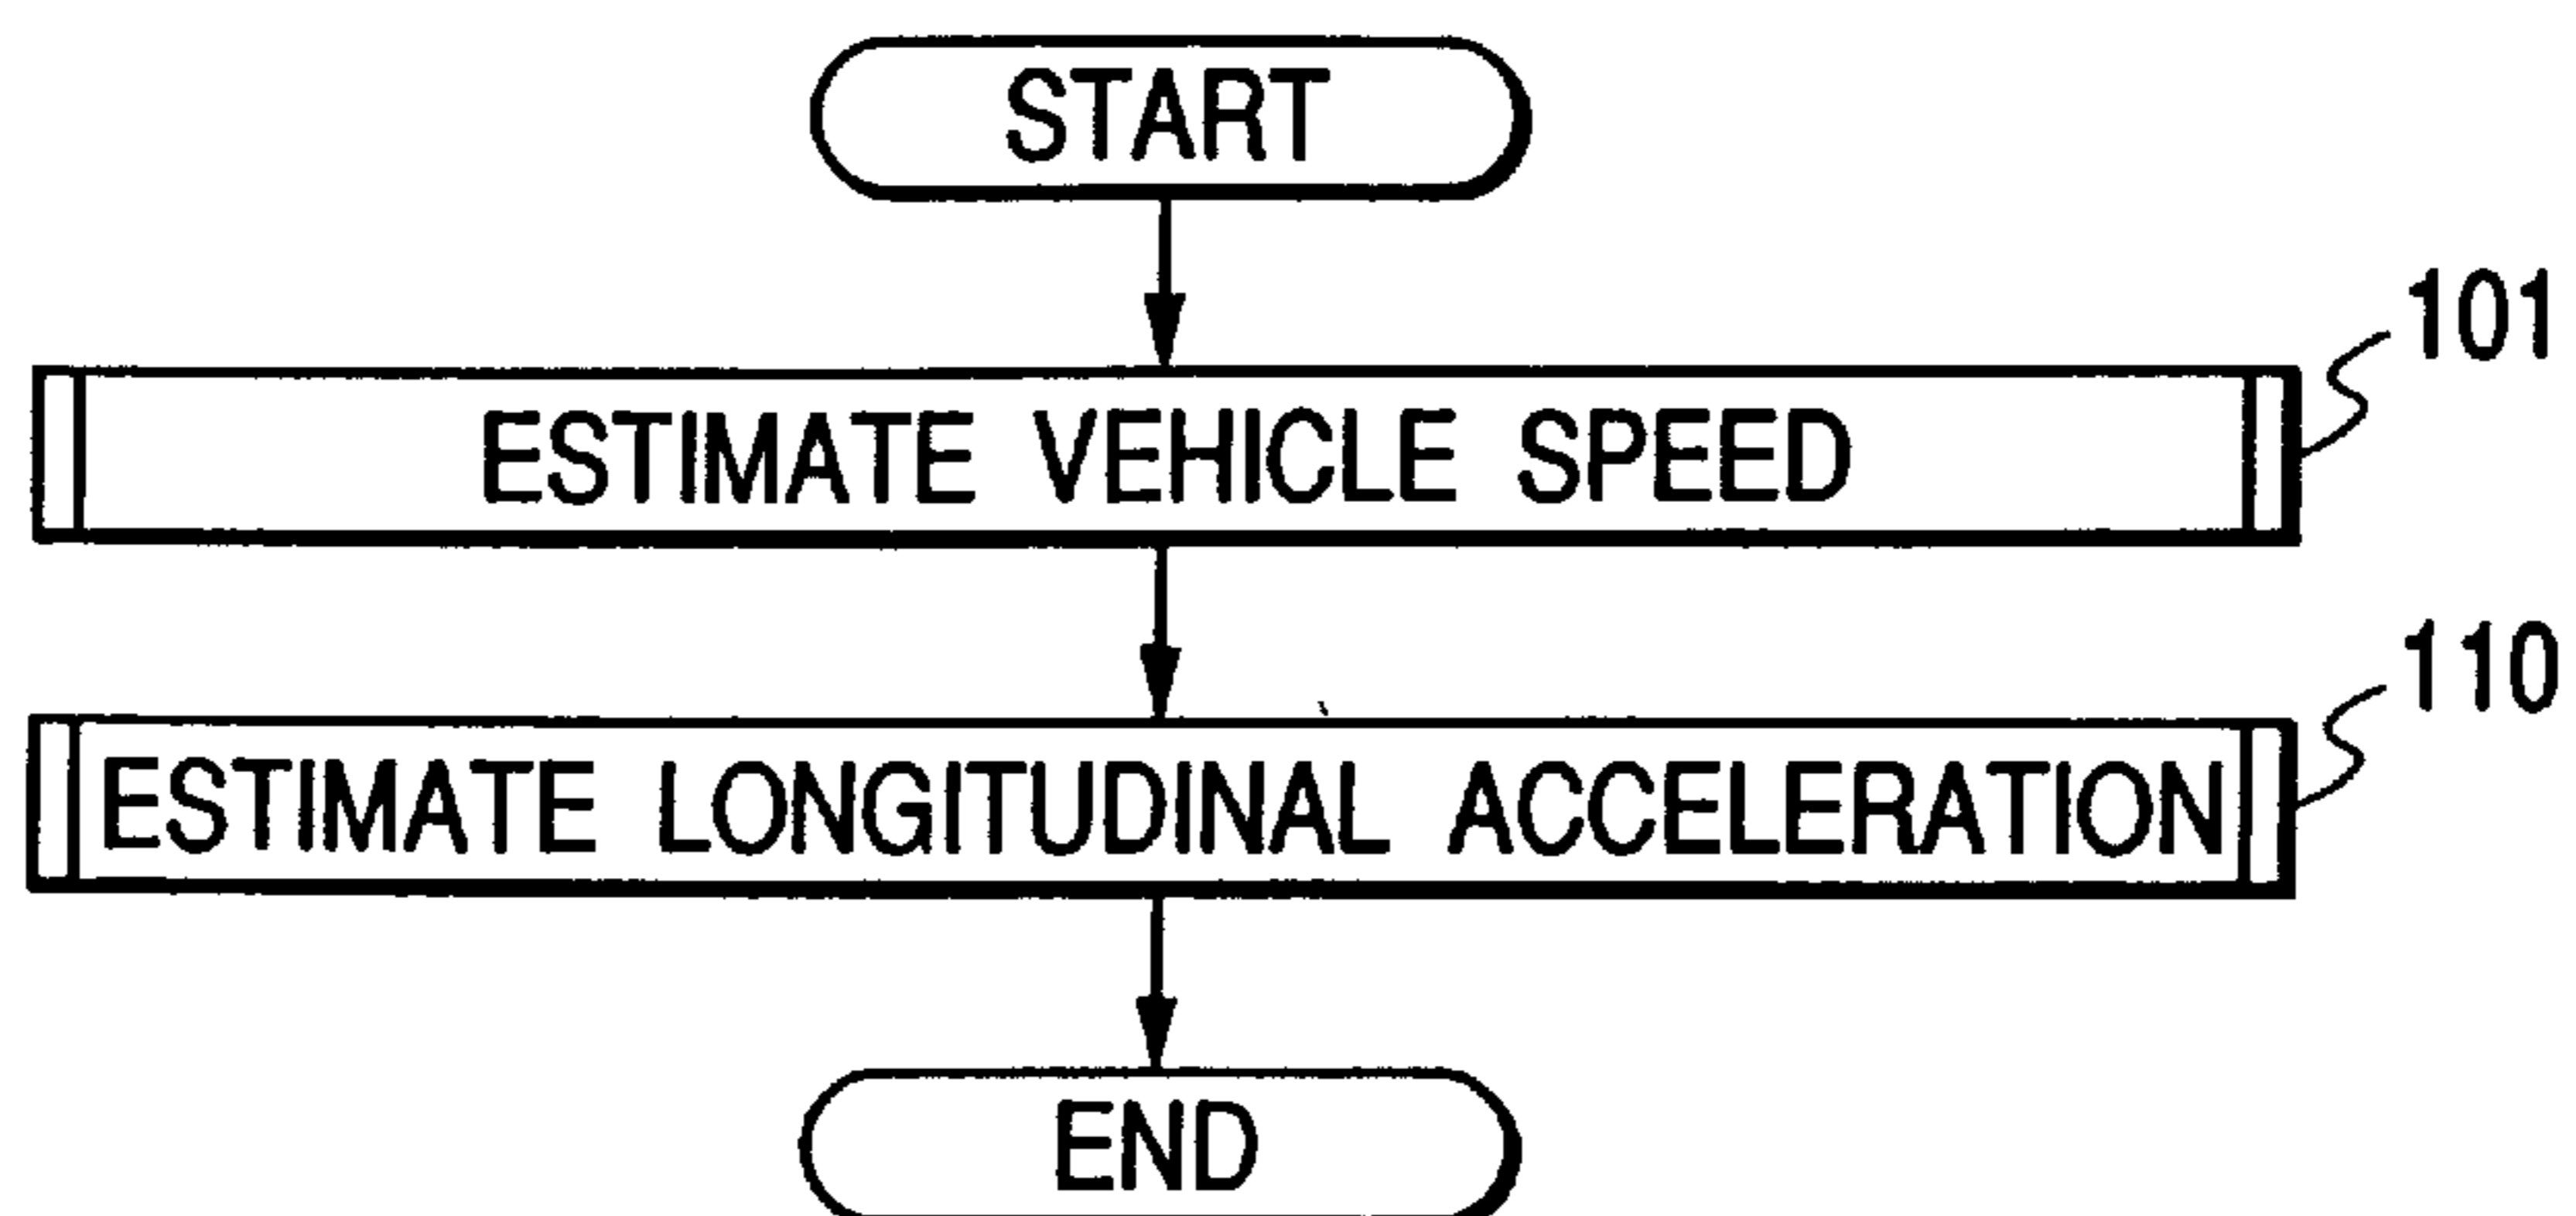 START
101
ESTIMATE VEHICLE SPEED
110
ESTIMATE LONGITUDINAL ACCELERATION
END